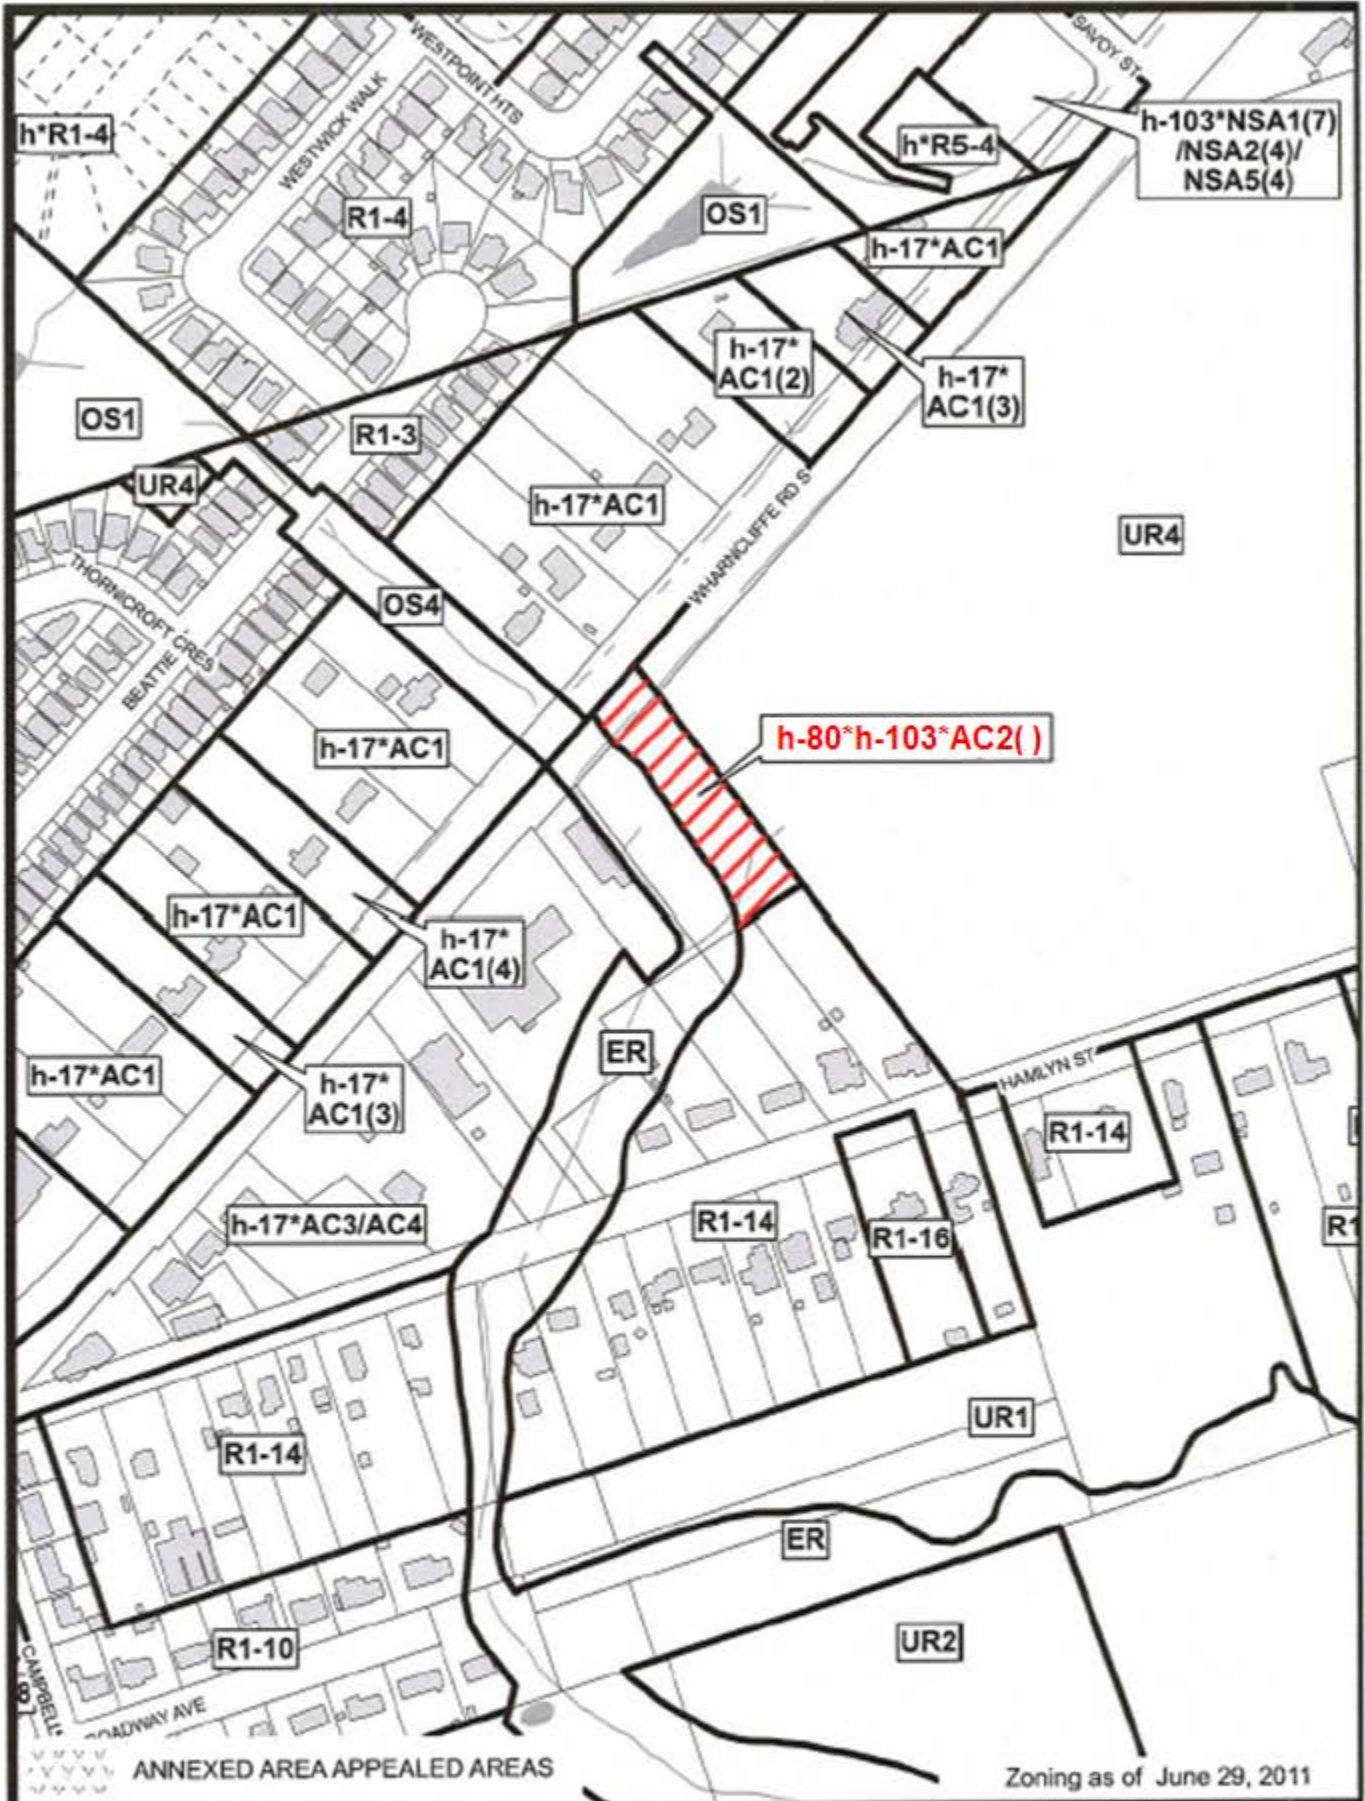 SAVOY ST
WESTPOINT HTS
h*R1-4
h*R5-4
h-103*NSA1(7)
/NSA2(4)/
NSA5(4)
WESTWICK WALK
R1-4
OS1
h-17*AC1
h-17*
AC1(2)
h-17*
AC1(3)
OS1
R1-3
UR4
h-17*AC1
WHARNCLIFFE RD S
UR4
THORNICROFT CRES
OS4
BEATTIE
h-17*AC1
h-80*h-103*AC2( )
h-17*AC1
h-17*
AC1(4)
ER
h-17*AC1
h-17*
AC1(3)
HAMLYN ST
R1-14
h-17*AC3/AC4
R1-14
R1-16
R1
UR1
R1-14
ER
R1-10
UR2
CAMPBELL
OADWAY AVE
ANNEXED AREA APPEALED AREAS
Zoning as of June 29, 2011